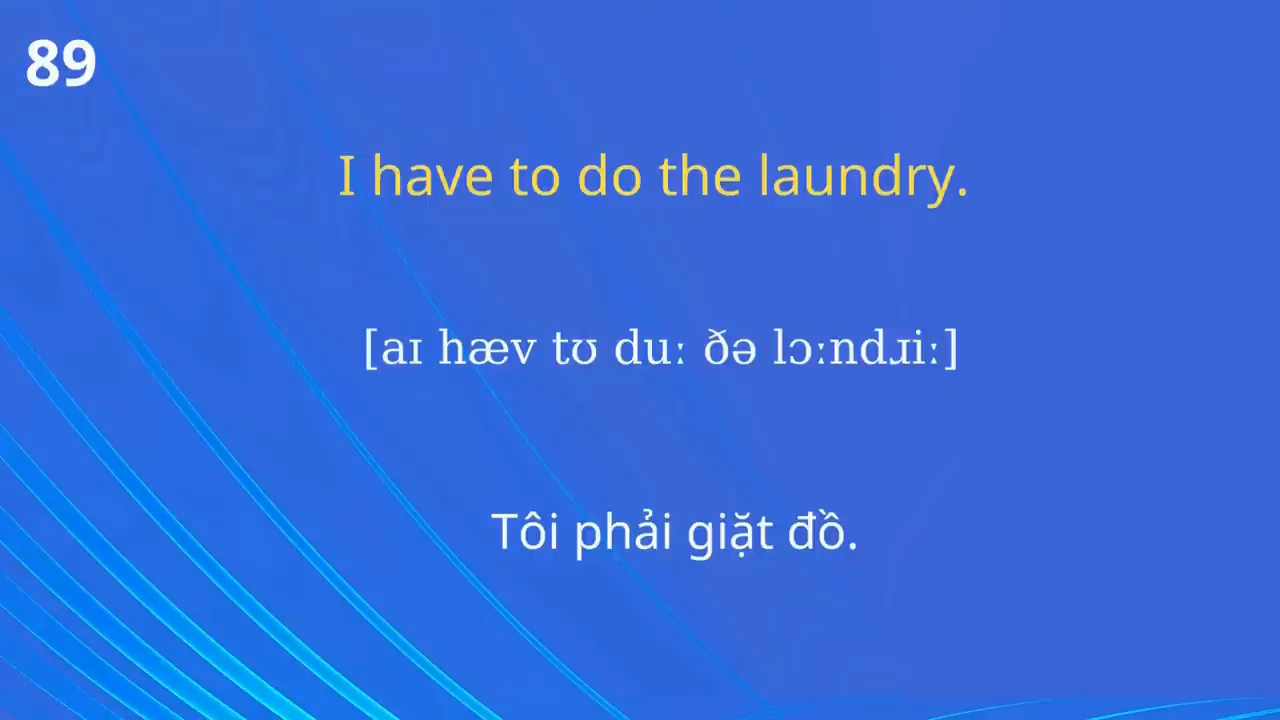 89
I have to do the laundry.
[aɪ hæv tʊ duː ðə lɔːndɹiː]
Tôi phải giặt đồ.